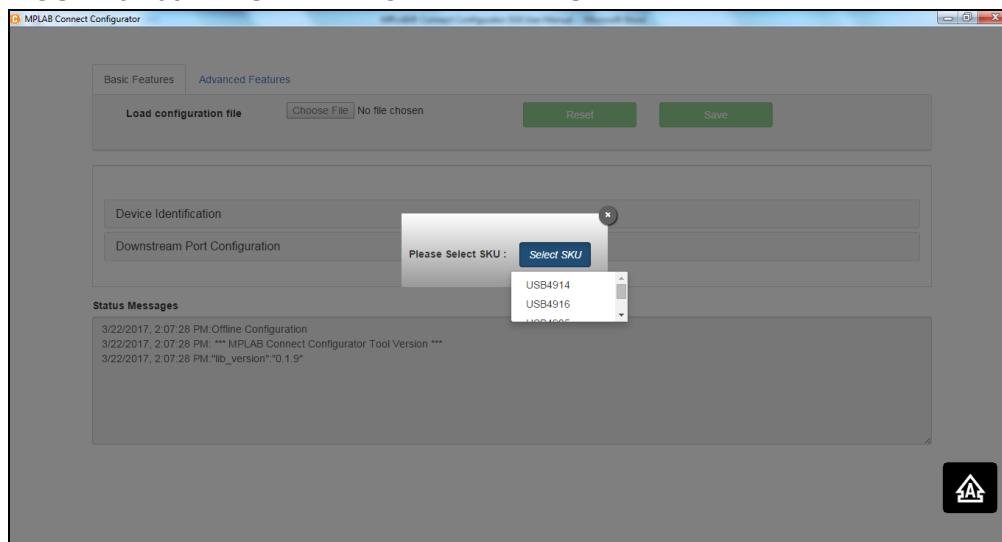 MPLAB Connect Configurator
Basic Features Advanced Features
Load configuration file Choose File No file chosen Reset Save
Device Identification
Downstream Port Configuration
Please Select SKU : Select SKU
USB4914
USB4916
Status Messages
3/22/2017, 2:07:28 PM:Offline Configuration
3/22/2017, 2:07:28 PM: *** MPLAB Connect Configurator Tool Version ***
3/22/2017, 2:07:28 PM:"lib_version":"0.1.9"